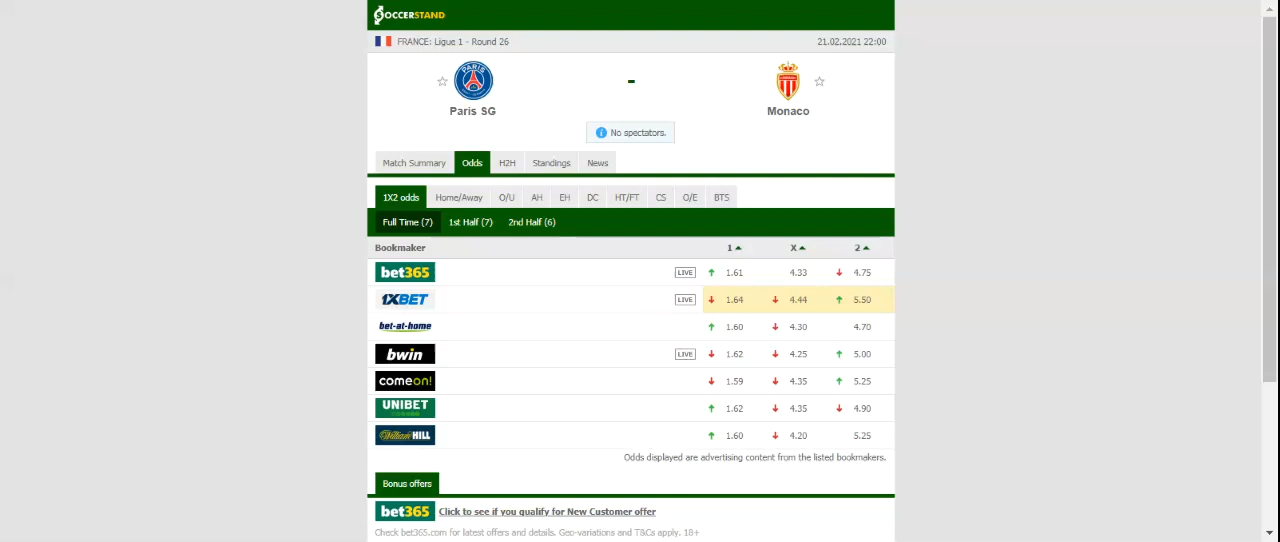 SOCCERSTAND
FRANCE: Ligue 1 - Round 26 21.02.2021 22:00
PARIS
-
Paris SG Monaco
i No spectators.
Match Summary Odds H2H Standings News
1X2 odds Home/Away O/U AH EH DC HT/FT CS O/E BTS
Full Time (7) 1st Half (7) 2nd Half (6)
Bookmaker 1 X 2
bet365 LIVE 1.61 4.33 4.75
1XBET LIVE 1.64 4.44 5.50
bet-at-home 1.60 4.30 4.70
bwin LIVE 1.62 4.25 5.00
comeon! 1.59 4.35 5.25
UNIBET 1.62 4.35 4.90
William HILL 1.60 4.20 5.25
Odds displayed are advertising content from the listed bookmakers.
Bonus offers
bet365 Click to see if you qualify for New Customer offer
Check bet365.com for latest offers and details. Geo-variations and T&Cs apply. 18+